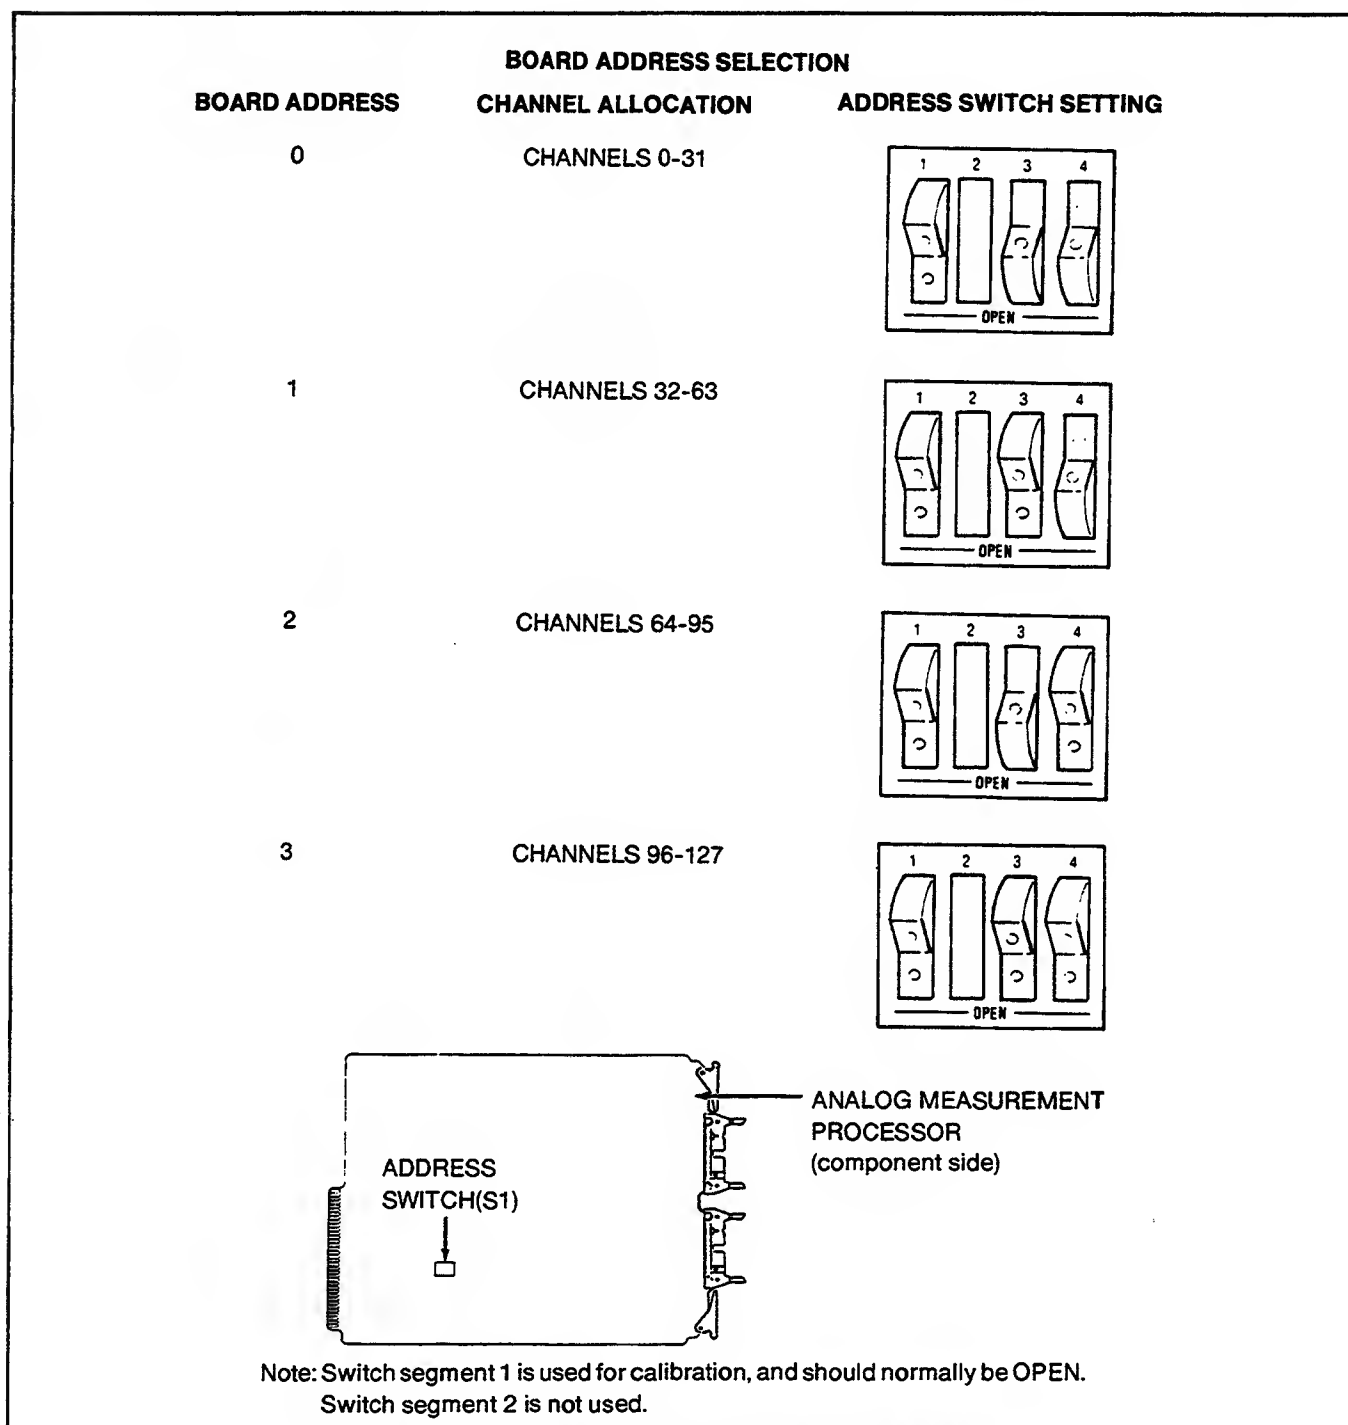 BOARD ADDRESS SELECTION
BOARD ADDRESS CHANNEL ALLOCATION ADDRESS SWITCH SETTING
0 CHANNELS 0-31
1 2 3 4
OPEN
1 CHANNELS 32-63
1 2 3 4
OPEN
2 CHANNELS 64-95
1 2 3 4
OPEN
3 CHANNELS 96-127
1 2 3 4
OPEN
ANALOG MEASUREMENT
PROCESSOR
(component side)
ADDRESS
SWITCH(S1)
Note: Switch segment 1 is used for calibration, and should normally be OPEN.
Switch segment 2 is not used.